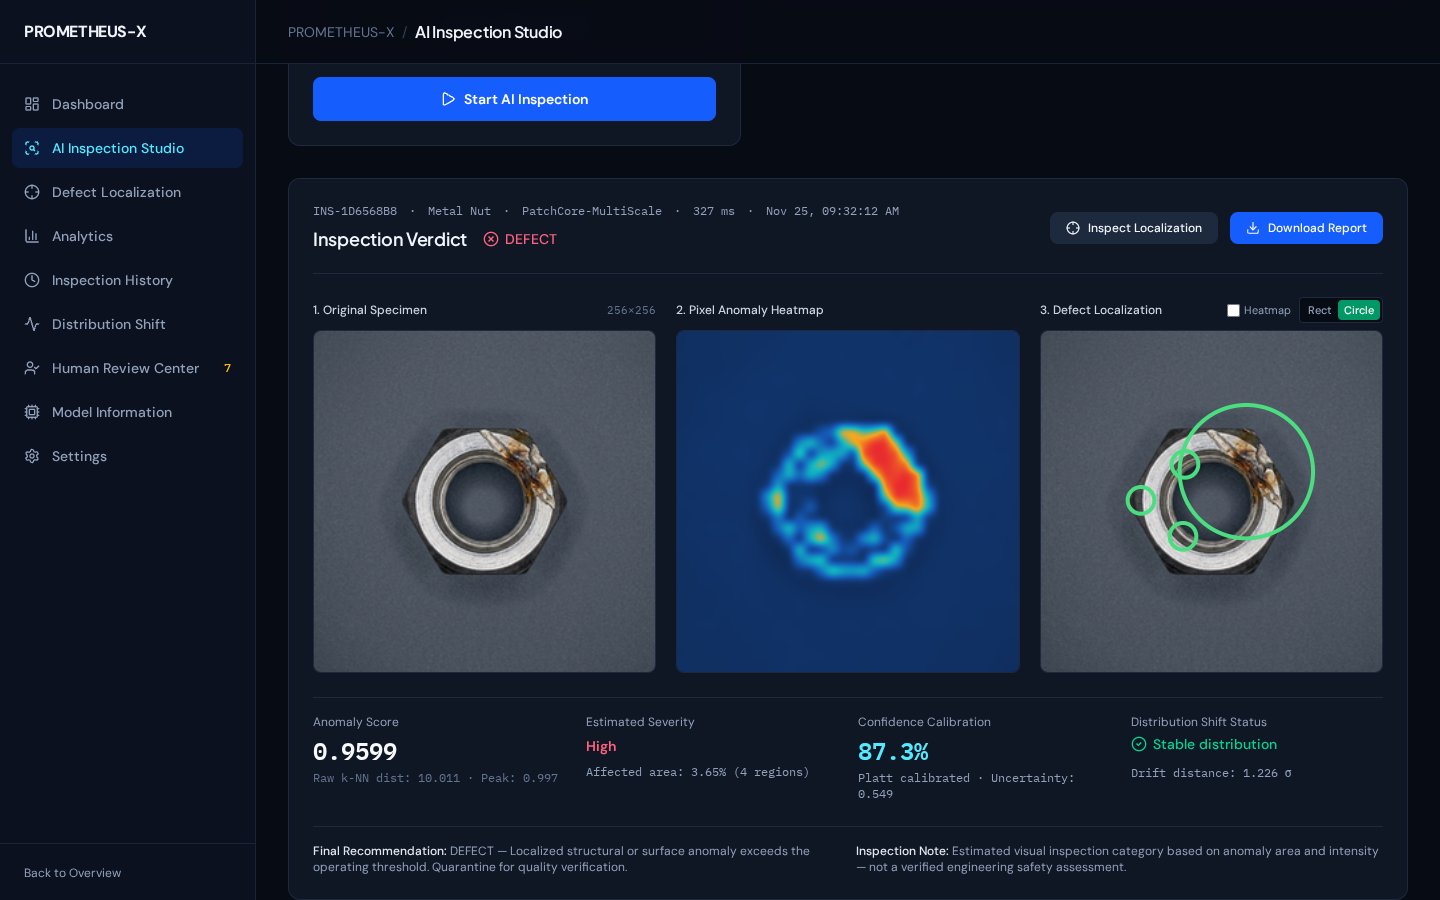 PROMETHEUS-X
PROMETHEUS-X / AI Inspection Studio
Dashboard
AI Inspection Studio
Defect Localization
Analytics
Inspection History
Distribution Shift
Human Review Center 7
Model Information
Settings
Back to Overview
Start AI Inspection
INS-1D6568B8 · Metal Nut · PatchCore-MultiScale · 327 ms · Nov 25, 09:32:12 AM
Inspection Verdict DEFECT
Inspect Localization
Download Report
1. Original Specimen 256×256
2. Pixel Anomaly Heatmap
3. Defect Localization Heatmap Rect Circle
Anomaly Score
0.9599
Raw k-NN dist: 10.011 · Peak: 0.997
Estimated Severity
High
Affected area: 3.65% (4 regions)
Confidence Calibration
87.3%
Platt calibrated · Uncertainty:
0.549
Distribution Shift Status
Stable distribution
Drift distance: 1.226 σ
Final Recommendation: DEFECT — Localized structural or surface anomaly exceeds the
operating threshold. Quarantine for quality verification.
Inspection Note: Estimated visual inspection category based on anomaly area and intensity
— not a verified engineering safety assessment.